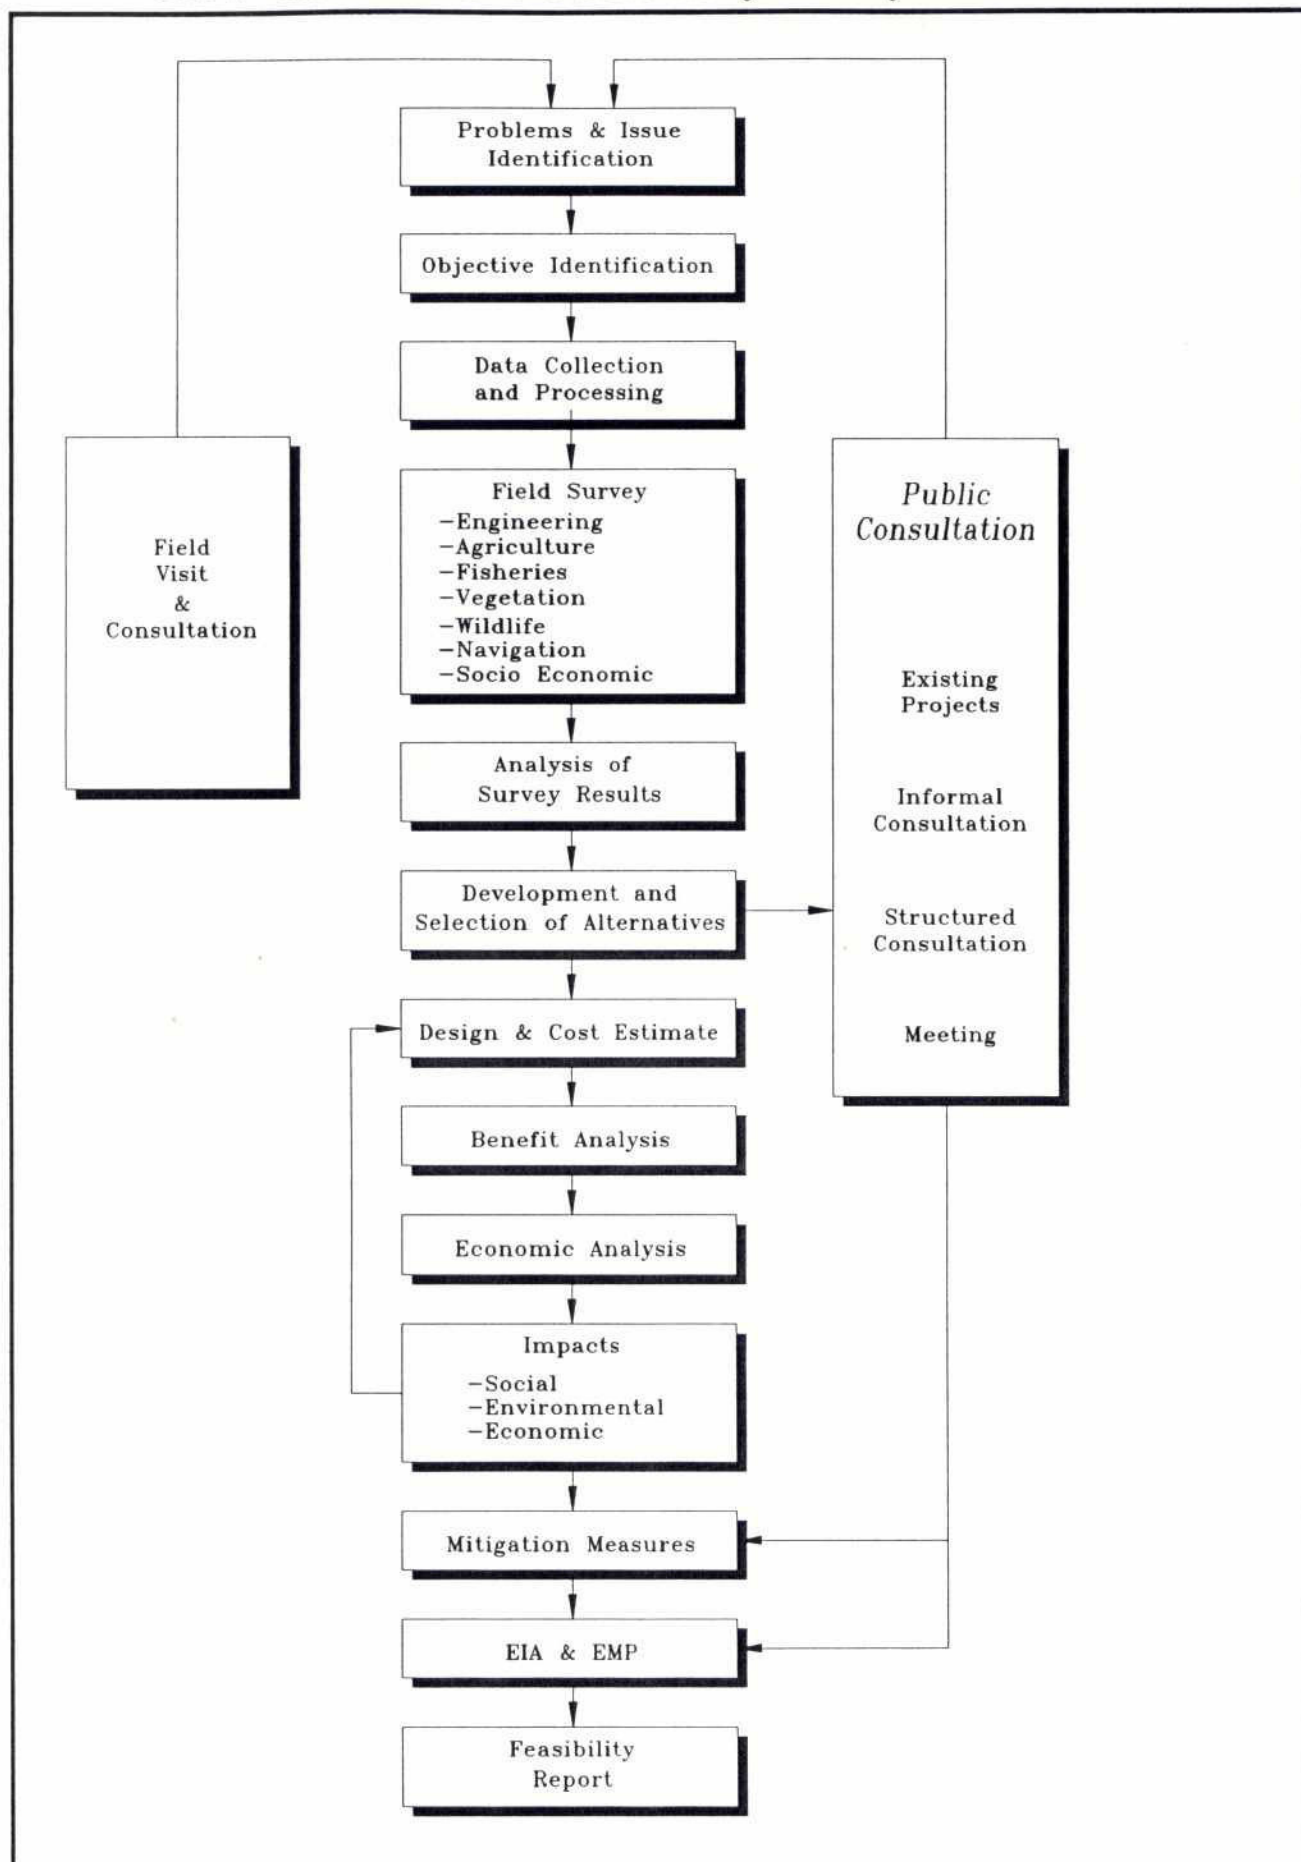 Problems & Issue
Identification
Objective Identification
Data Collection
and Processing
Field Survey
-Engineering
-Agriculture
-Fisheries
-Vegetation
-Wildlife
-Navigation
-Socio Economic
Analysis of
Survey Results
Development and
Selection of Alternatives
Design & Cost Estimate
Benefit Analysis
Economic Analysis
Impacts
-Social
-Environmental
-Economic
Mitigation Measures
EIA & EMP
Feasibility
Report
Field
Visit
&
Consultation
Public
Consultation
Existing
Projects
Informal
Consultation
Structured
Consultation
Meeting